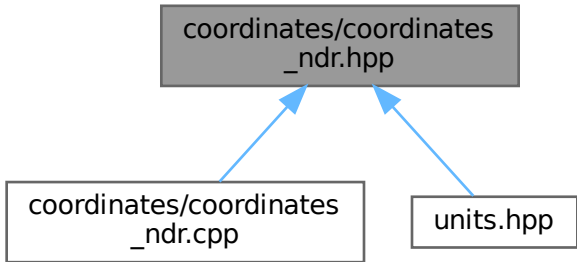 coordinates/coordinates
_ndr.hpp
coordinates/coordinates
_ndr.cpp
units.hpp